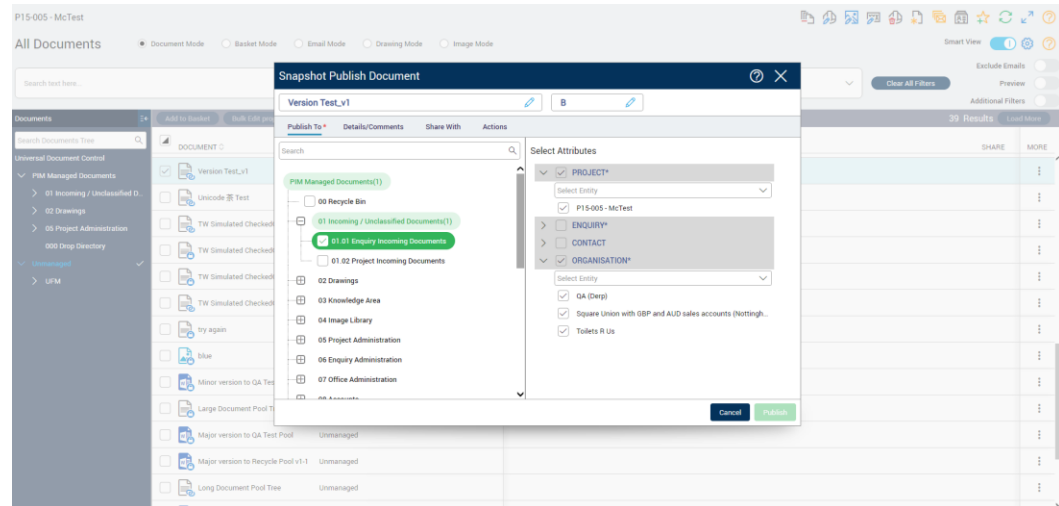 P15-005 - McTest
All Documents
Document Mode
Basket Mode
Email Mode
Drawing Mode
Image Mode
Smart View
Exclude Emails
Search text here...
Clear All Filters
Preview
Additional Filters
Documents
Add to Basket
39 Results
Load More
Search Documents Tree
DOCUMENT
SHARE
MORE
Universal Document Control
PIM Managed Documents
01 Incoming / Unclassified D...
02 Drawings
05 Project Administration
000 Drop Directory
Unmanaged
UFM
Version Test_v1
Unicode 裱 Test
TW Simulated Checked
TW Simulated Checked
TW Simulated Checked
TW Simulated Checked
try again
blue
Minor version to QA Tes
Large Document Pool T
Major version to QA Test Pool
Unmanaged
Major version to Recycle Pool v1-1
Unmanaged
Long Document Pool Tree
Unmanaged
Snapshot Publish Document
Version Test_v1
B
Publish To*
Details/Comments
Share With
Actions
Search
PIM Managed Documents(1)
00 Recycle Bin
01 Incoming / Unclassified Documents(1)
01.01 Enquiry Incoming Documents
01.02 Project Incoming Documents
02 Drawings
03 Knowledge Area
04 Image Library
05 Project Administration
06 Enquiry Administration
07 Office Administration
Select Attributes
PROJECT*
Select Entity
P15-005 - McTest
ENQUIRY*
CONTACT
ORGANISATION*
Select Entity
QA (Derp)
Square Union with GBP and AUD sales accounts (Nottingh...
Toilets R Us
Cancel
Publish